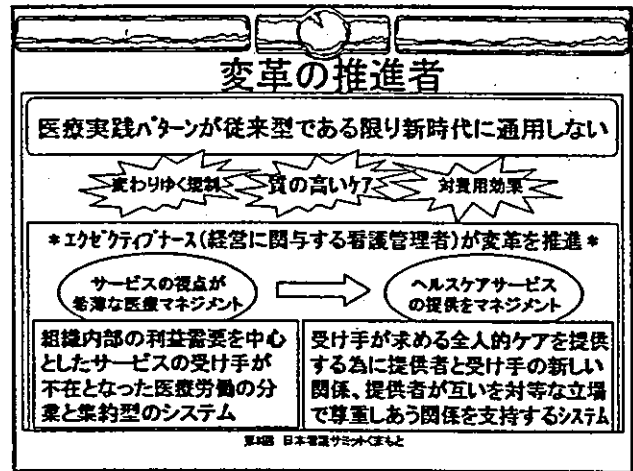 変革の推進者
医療実践パターンが従来型である限り新時代に通用しない
変わりゆく規制
質の高いケア
対費用効果
＊エクゼクティブナース(経営に関与する看護管理者)が変革を推進＊
サービスの視点が
希薄な医療マネジメント
ヘルスケアサービス
の提供をマネジメント
組織内部の利益需要を中心
としたサービスの受け手が
不在となった医療労働の分
業と集約型のシステム
受け手が求める全人的ケアを提供
する為に提供者と受け手の新しい
関係、提供者が互いを対等な立場
で尊重しあう関係を支持するシステム
日本看護サミットくまもと